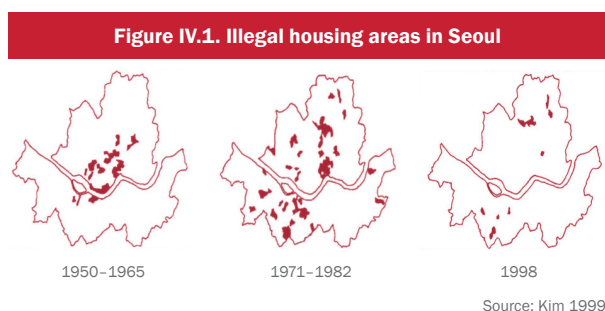 Figure IV.1. Illegal housing areas in Seoul
1950–1965
1971–1982
1998
Source: Kim 1999